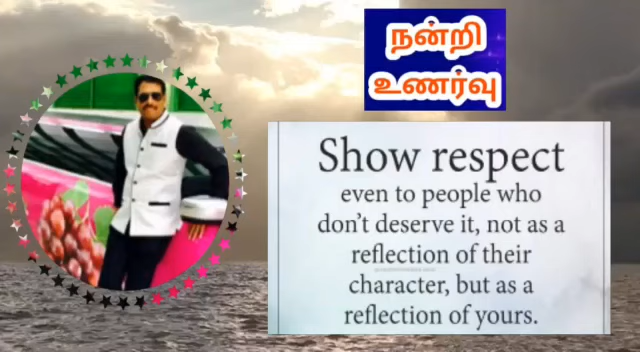 நன்றி
உணர்வு
Show respect
even to people who
don't deserve it, not as a
reflection of their
character, but as a
reflection of yours.